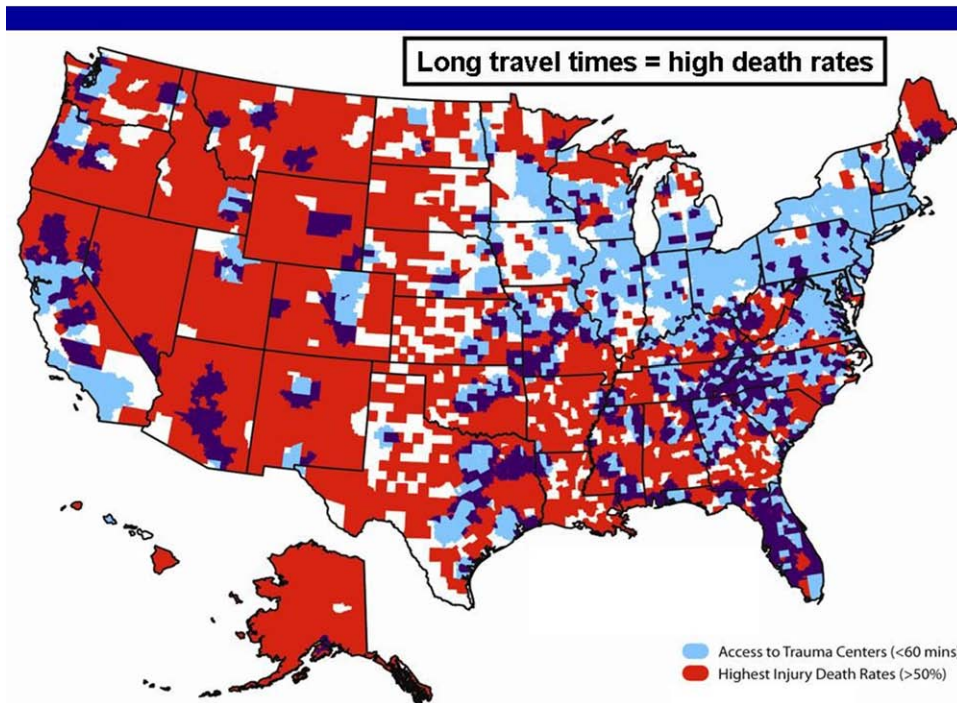 Long travel times = high death rates
Access to Trauma Centers (<60 mins)
Highest Injury Death Rates (>50%)